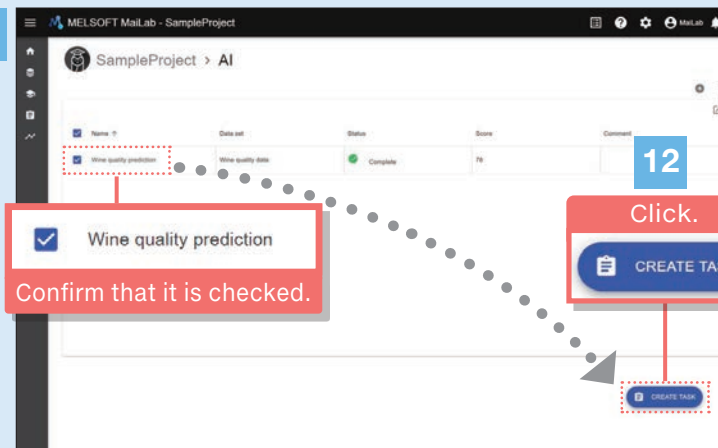 MELSOFT MaiLab - SampleProject
MaiLab
SampleProject > AI
Name ↑ Data set Status Score Comment
Wine quality prediction Wine quality data Complete 78
12
Click.
CREATE TA
Wine quality prediction
Confirm that it is checked.
CREATE TASK